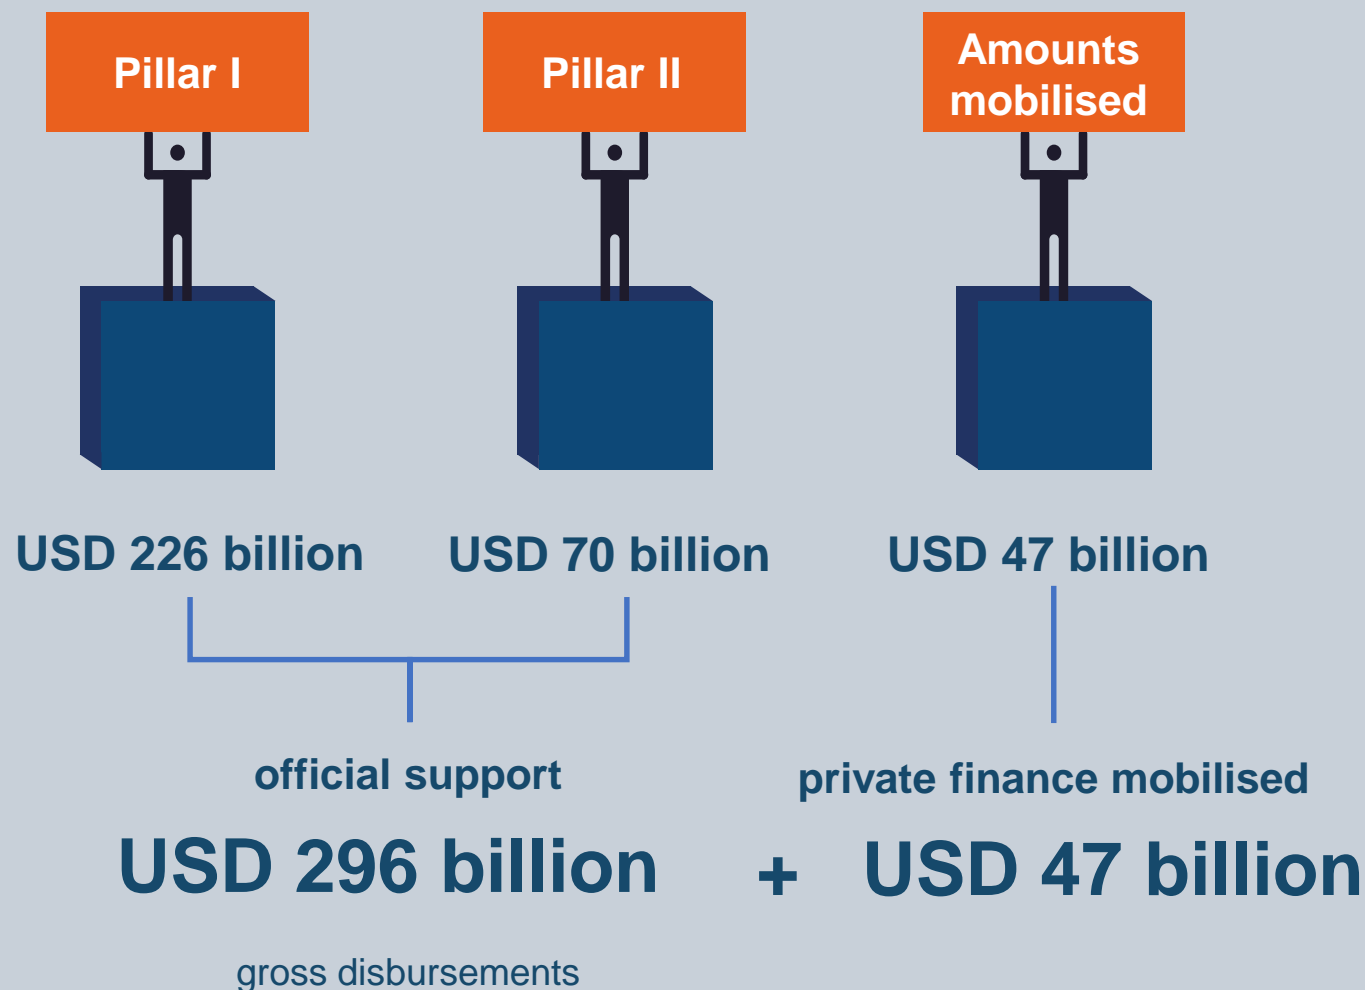 Pillar I
Pillar II
Amounts
mobilised
USD 226 billion
USD 70 billion
USD 47 billion
official support
private finance mobilised
USD 296 billion
+
USD 47 billion
gross disbursements